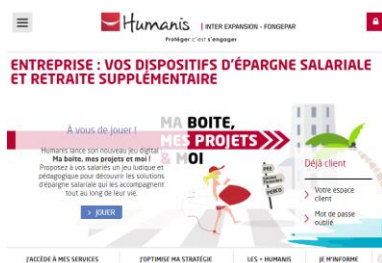 Humanis | INTER EXPANSION - FONGEPAR
Protéger c'est s'engager
ENTREPRISE : VOS DISPOSITIFS D'ÉPARGNE SALARIALE
ET RETRAITE SUPPLÉMENTAIRE
MA BOITE,
MES PROJETS
& MOI
À vous de jouer !
Humanis lance son nouveau jeu digital
Ma boite, mes projets et moi !
Proposez à vos salariés un jeu ludique et
pédagogique pour découvrir les solutions
d'épargne salariale qui les accompagnent
tout au long de leur vie.
> JOUER
PEE
PERCO
Déjà client
Votre espace
client
Mot de passe
oublié
J'ACCÈDE À MES SERVICES
J'OPTIMISE MA STRATÉGIE
LES + HUMANIS
JE M'INFORME